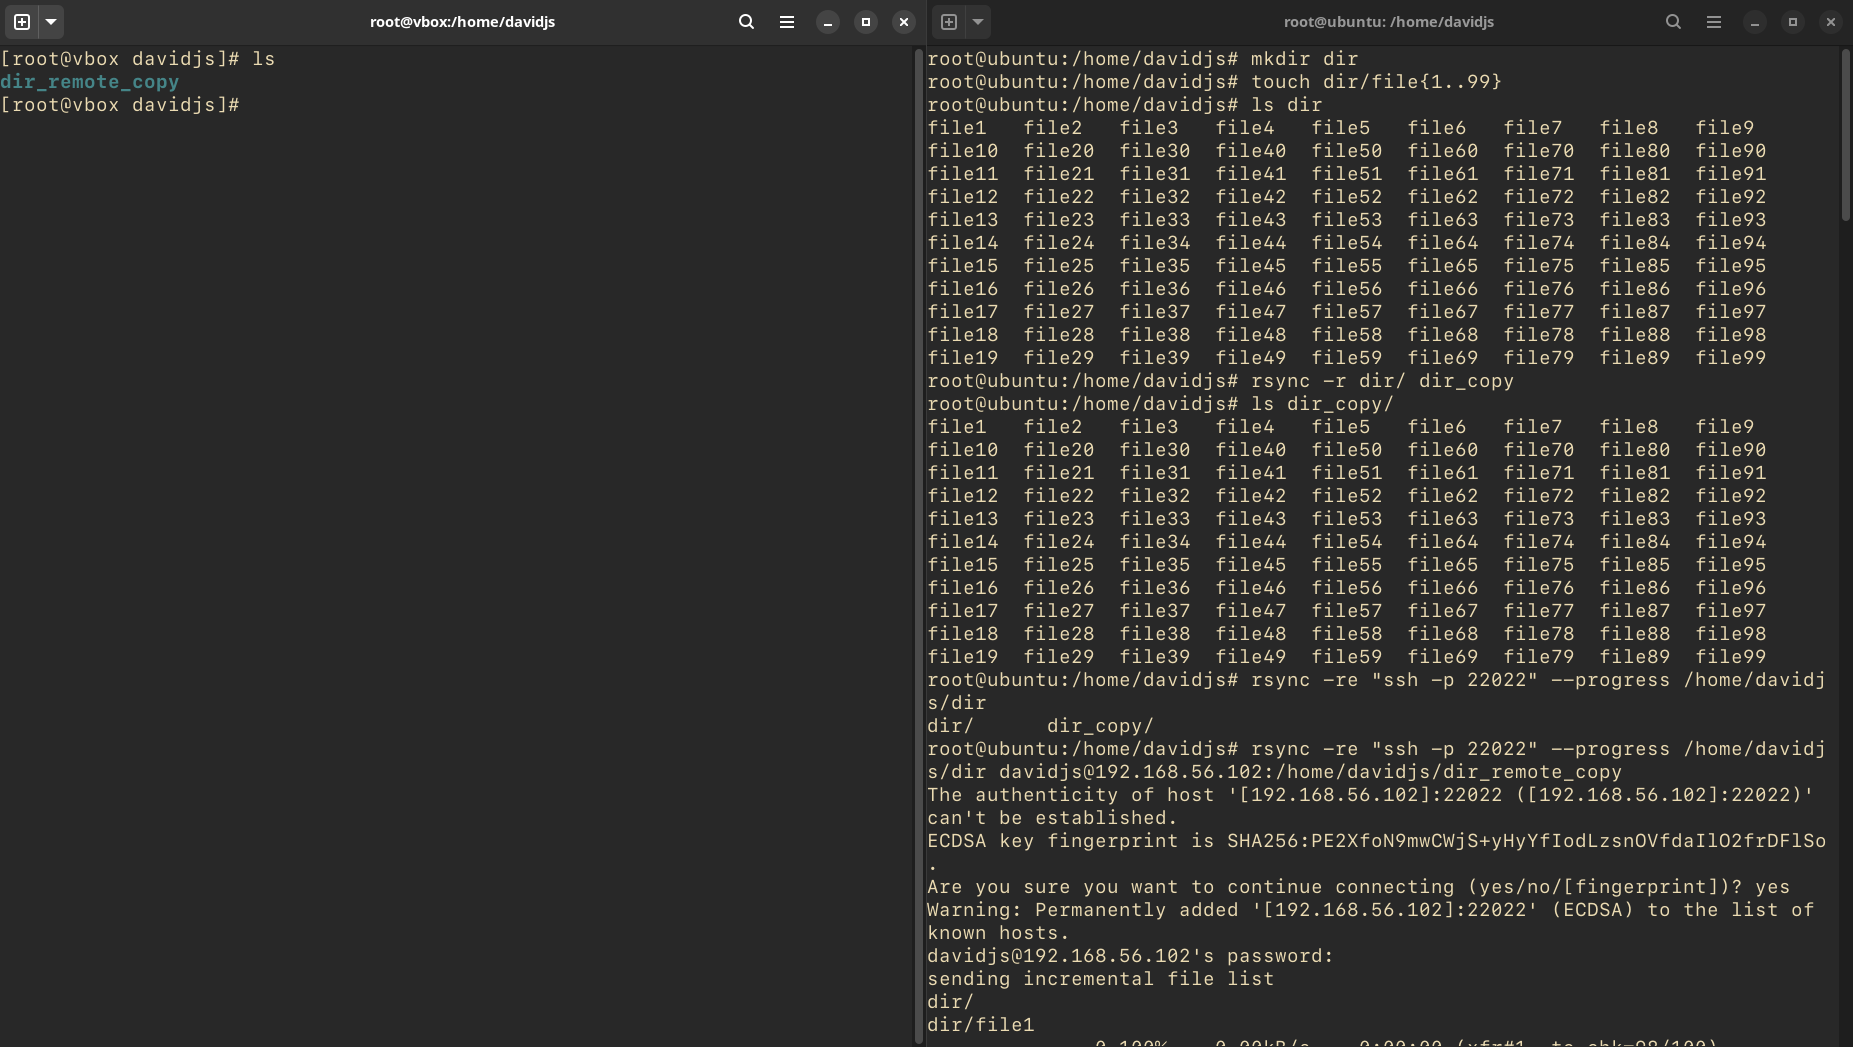 root@vbox:/home/davidjs
[root@vbox davidjs]# ls
dir_remote_copy
[root@vbox davidjs]#
root@ubuntu: /home/davidjs
root@ubuntu:/home/davidjs# mkdir dir
root@ubuntu:/home/davidjs# touch dir/file{1..99}
root@ubuntu:/home/davidjs# ls dir
file1 file2 file3 file4 file5 file6 file7 file8 file9
file10 file20 file30 file40 file50 file60 file70 file80 file90
file11 file21 file31 file41 file51 file61 file71 file81 file91
file12 file22 file32 file42 file52 file62 file72 file82 file92
file13 file23 file33 file43 file53 file63 file73 file83 file93
file14 file24 file34 file44 file54 file64 file74 file84 file94
file15 file25 file35 file45 file55 file65 file75 file85 file95
file16 file26 file36 file46 file56 file66 file76 file86 file96
file17 file27 file37 file47 file57 file67 file77 file87 file97
file18 file28 file38 file48 file58 file68 file78 file88 file98
file19 file29 file39 file49 file59 file69 file79 file89 file99
root@ubuntu:/home/davidjs# rsync -r dir/ dir_copy
root@ubuntu:/home/davidjs# ls dir_copy/
file1 file2 file3 file4 file5 file6 file7 file8 file9
file10 file20 file30 file40 file50 file60 file70 file80 file90
file11 file21 file31 file41 file51 file61 file71 file81 file91
file12 file22 file32 file42 file52 file62 file72 file82 file92
file13 file23 file33 file43 file53 file63 file73 file83 file93
file14 file24 file34 file44 file54 file64 file74 file84 file94
file15 file25 file35 file45 file55 file65 file75 file85 file95
file16 file26 file36 file46 file56 file66 file76 file86 file96
file17 file27 file37 file47 file57 file67 file77 file87 file97
file18 file28 file38 file48 file58 file68 file78 file88 file98
file19 file29 file39 file49 file59 file69 file79 file89 file99
root@ubuntu:/home/davidjs# rsync -re "ssh -p 22022" --progress /home/davidj
s/dir
dir/ dir_copy/
root@ubuntu:/home/davidjs# rsync -re "ssh -p 22022" --progress /home/davidj
s/dir davidjs@192.168.56.102:/home/davidjs/dir_remote_copy
The authenticity of host '[192.168.56.102]:22022 ([192.168.56.102]:22022)'
can't be established.
ECDSA key fingerprint is SHA256:PE2XfoN9mwCWjS+yHyYfIodLzsnOVfdaIlO2frDFlSo
.
Are you sure you want to continue connecting (yes/no/[fingerprint])? yes
Warning: Permanently added '[192.168.56.102]:22022' (ECDSA) to the list of
known hosts.
davidjs@192.168.56.102's password:
sending incremental file list
dir/
dir/file1
0 100% 0.00kB/s 0:00:00 (xfr#1, to-chk=98/100)